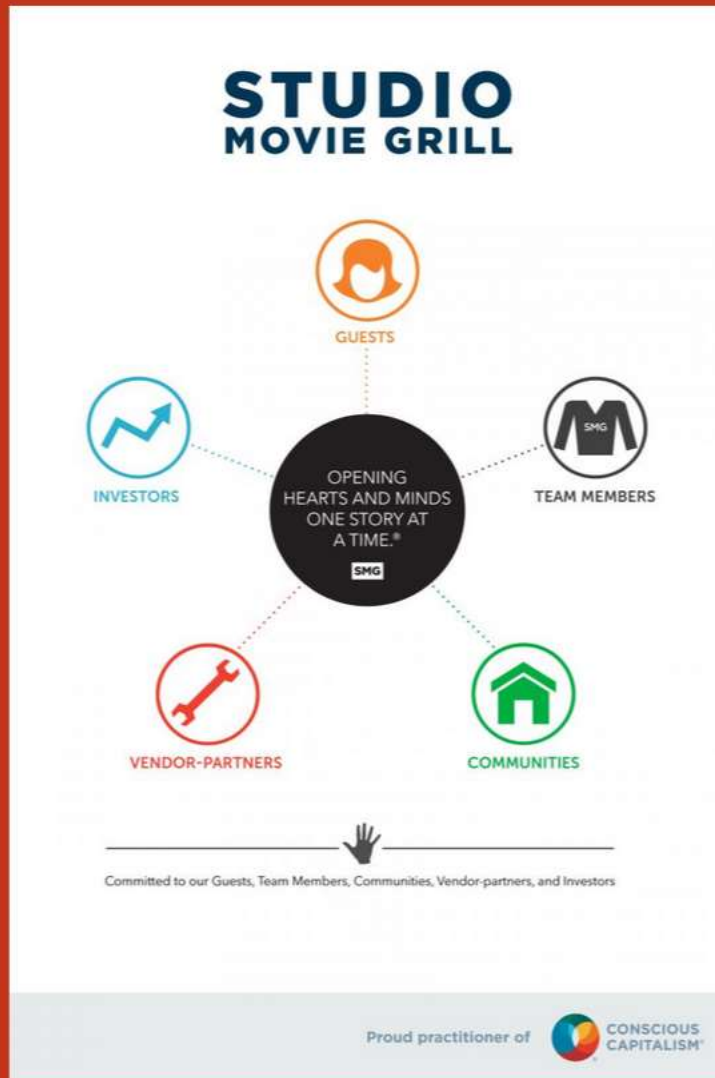 STUDIO
MOVIE GRILL
GUESTS
INVESTORS
SMG
TEAM MEMBERS
OPENING
HEARTS AND MINDS
ONE STORY AT
A TIME.®
SMG
VENDOR-PARTNERS
COMMUNITIES
Committed to our Guests, Team Members, Communities, Vendor-partners, and Investors
Proud practitioner of
CONSCIOUS
CAPITALISM®